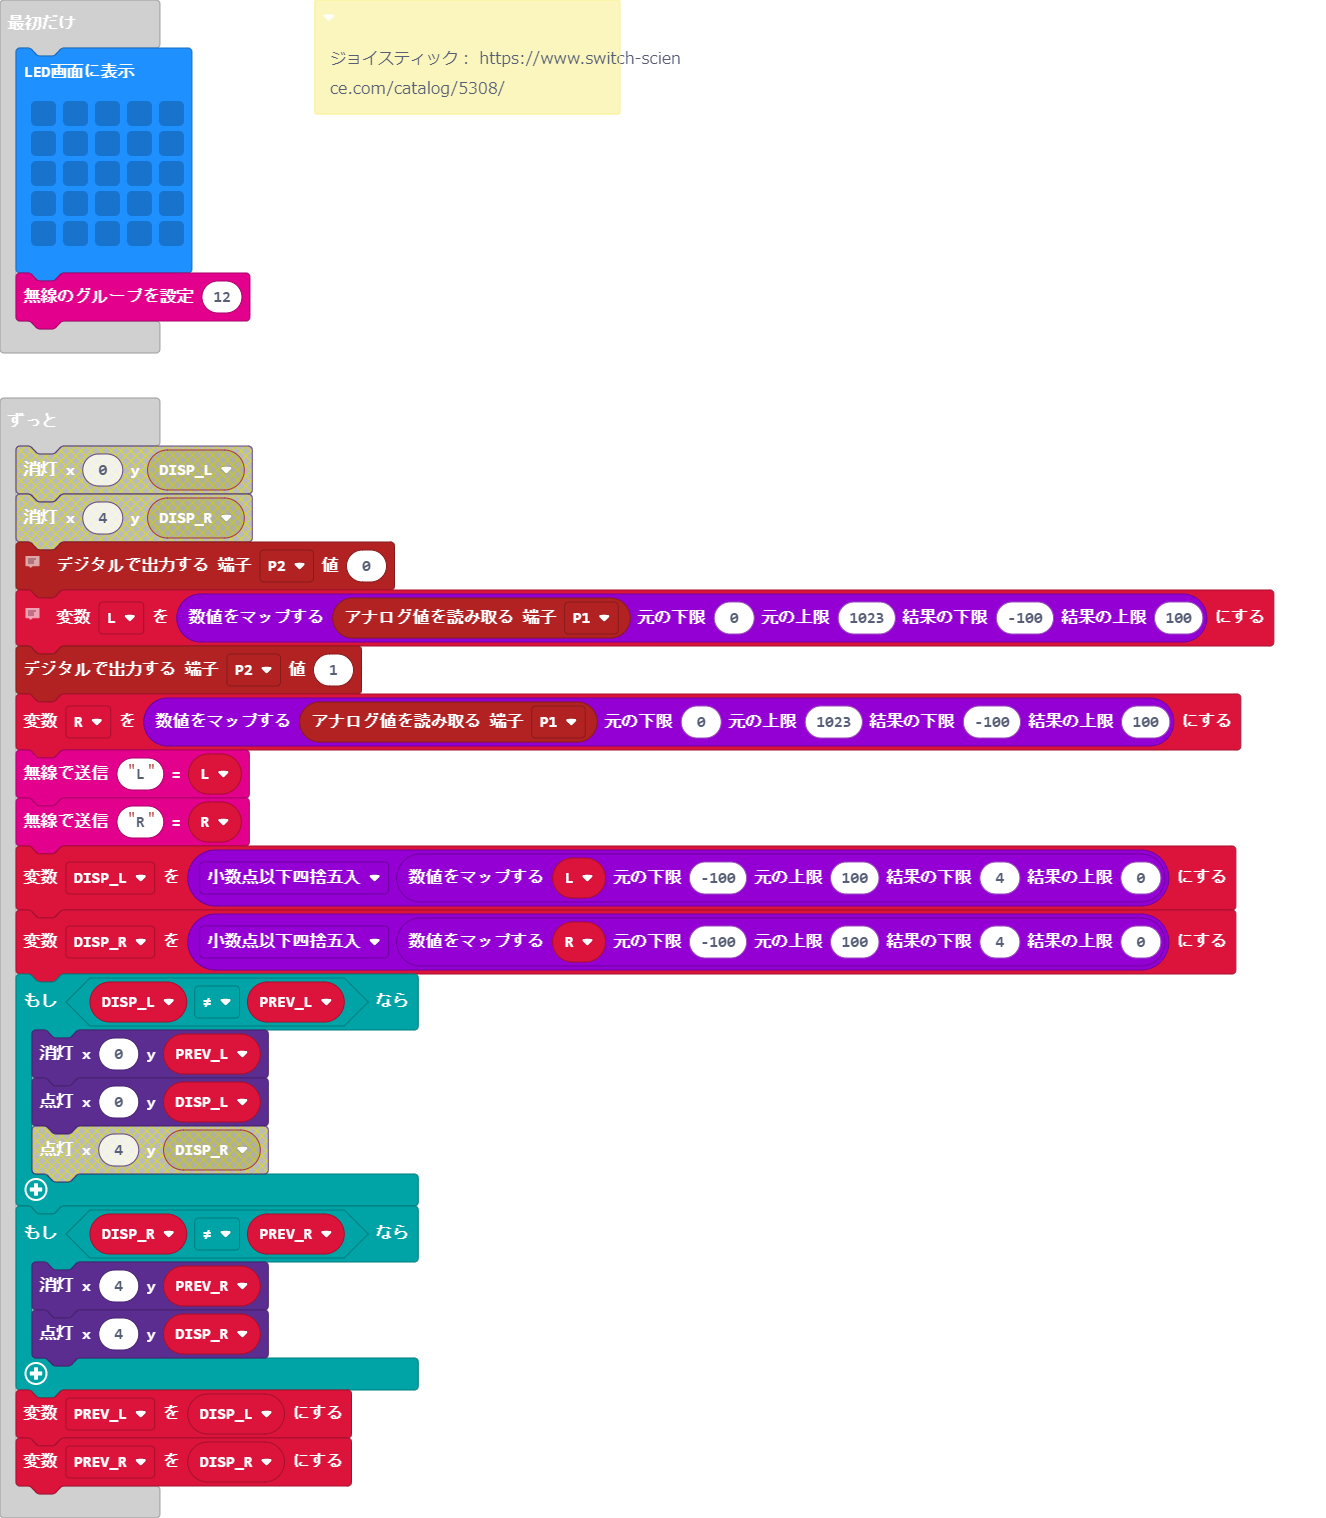 最初だけ
LED画面に表示
無線のグループを設定 12
ジョイスティック： https://www.switch-scien
ce.com/catalog/5308/
ずっと
消灯 x 0 y DISP_L
消灯 x 4 y DISP_R
デジタルで出力する 端子 P2 値 0
変数 L を 数値をマップする アナログ値を読み取る 端子 P1 元の下限 0 元の上限 1023 結果の下限 -100 結果の上限 100 にする
デジタルで出力する 端子 P2 値 1
変数 R を 数値をマップする アナログ値を読み取る 端子 P1 元の下限 0 元の上限 1023 結果の下限 -100 結果の上限 100 にする
無線で送信 "L" = L
無線で送信 "R" = R
変数 DISP_L を 小数点以下四捨五入 数値をマップする L 元の下限 -100 元の上限 100 結果の下限 4 結果の上限 0 にする
変数 DISP_R を 小数点以下四捨五入 数値をマップする R 元の下限 -100 元の上限 100 結果の下限 4 結果の上限 0 にする
もし DISP_L ≠ PREV_L なら
消灯 x 0 y PREV_L
点灯 x 0 y DISP_L
点灯 x 4 y DISP_R
もし DISP_R ≠ PREV_R なら
消灯 x 4 y PREV_R
点灯 x 4 y DISP_R
変数 PREV_L を DISP_L にする
変数 PREV_R を DISP_R にする